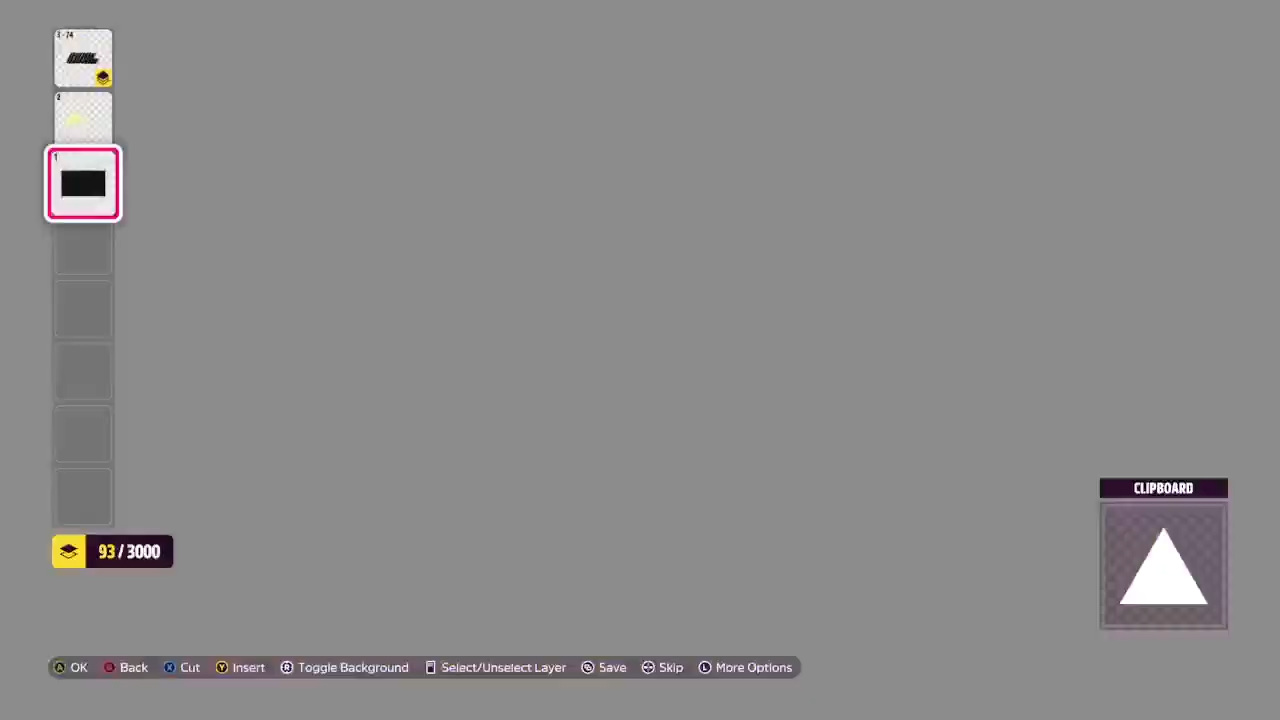 3 - 74
2
1
93 / 3000
CLIPBOARD
A OK
Back
X Cut
Y Insert
R Toggle Background
Select/Unselect Layer
Save
Skip
L More Options